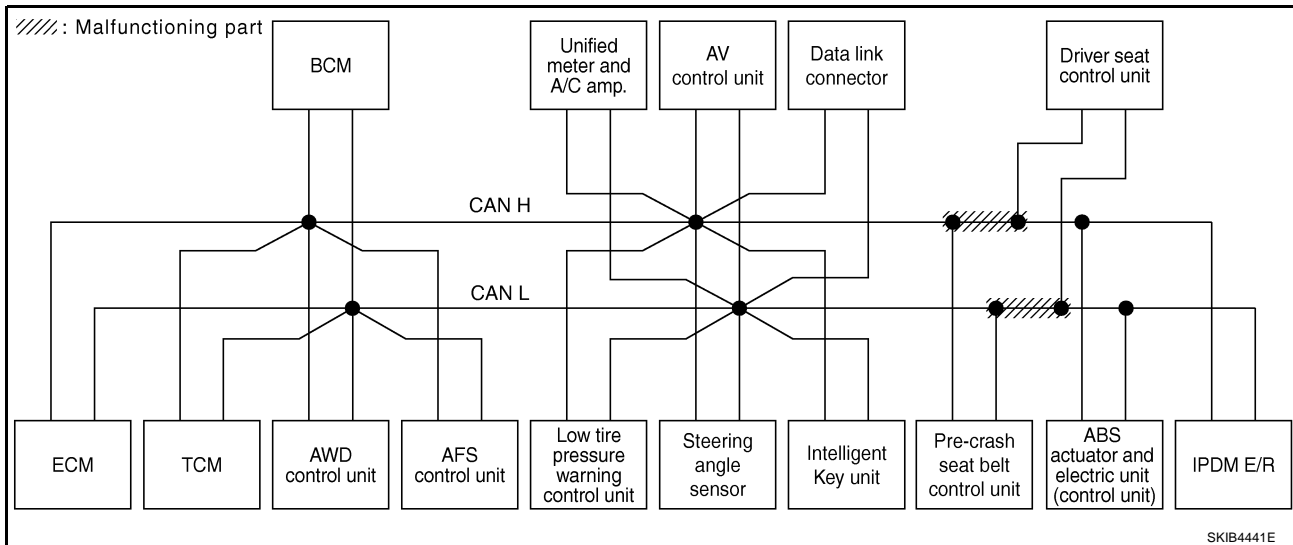 : Malfunctioning part
BCM
Unified
meter and
A/C amp.
AV
control unit
Data link
connector
Driver seat
control unit
CAN H
CAN L
ECM
TCM
AWD
control unit
AFS
control unit
Low tire
pressure
warning
control unit
Steering
angle
sensor
Intelligent
Key unit
Pre-crash
seat belt
control unit
ABS
actuator and
electric unit
(control unit)
IPDM E/R
SKIB4441E